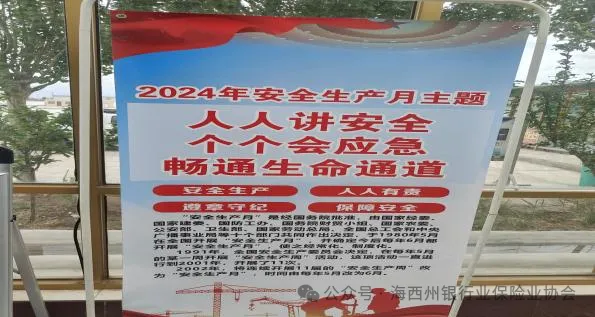 2024年安全生产月主题
人人讲安全
个个会应急
畅通生命通道
安全生产 人人有责
遵章守纪 保障安全
"安全生产月"是经国务院批准，由国家经委、
国家建委、国防工办、国务院财贸小组、国家农委、
公安部、卫生部、国家劳动总局、全国总工会和中央
广播事业局等十个部门共同作出决定，于1980年5月
在全国开展"安全生产月"，并确定今后每年6月都
开展"安全生产月"，使之经常化、制度化。
1991年，全国安全生产委员会决定，在每年5月
的某一周开展"安全生产周"活动，这项活动一直进
行到2001年，开展了11次。
2002年，将连续开展11届的"安全生产周"改
为"安全生产月"，时间由每年5月改为6月。
公众号·海西州银行业保险业协会